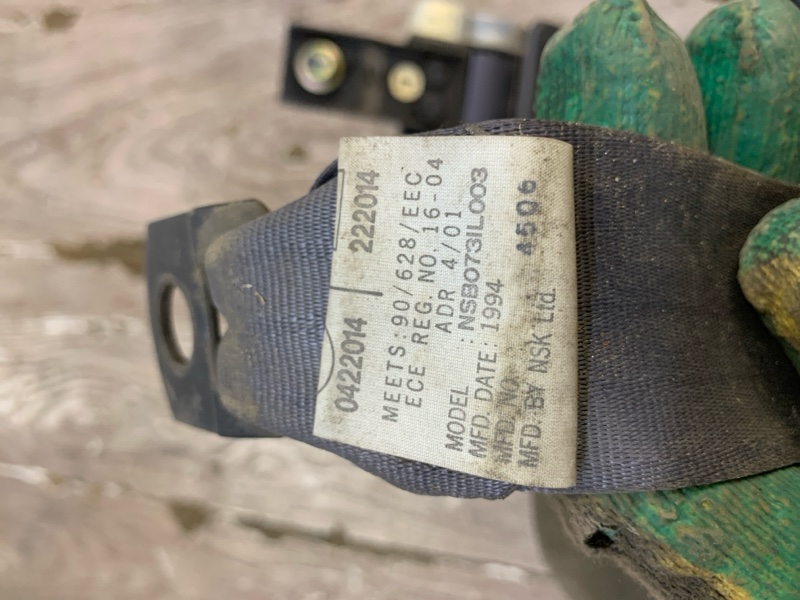 0422014 222014
MEETS:90/628/EEC
ECE REG. NO.16-04
ADR 4/01
MODEL : NSB073IL003
MFD. DATE: 1994
MFD. NO. 4506
MFD. BY NSK Ltd.